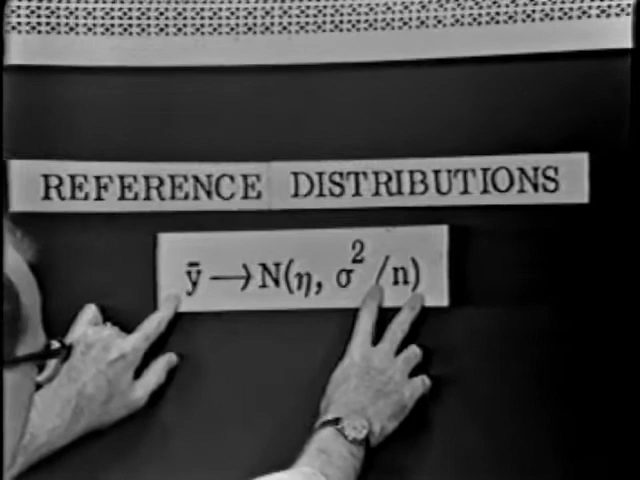 REFERENCE DISTRIBUTIONS
ȳ → N(η, σ²/n)